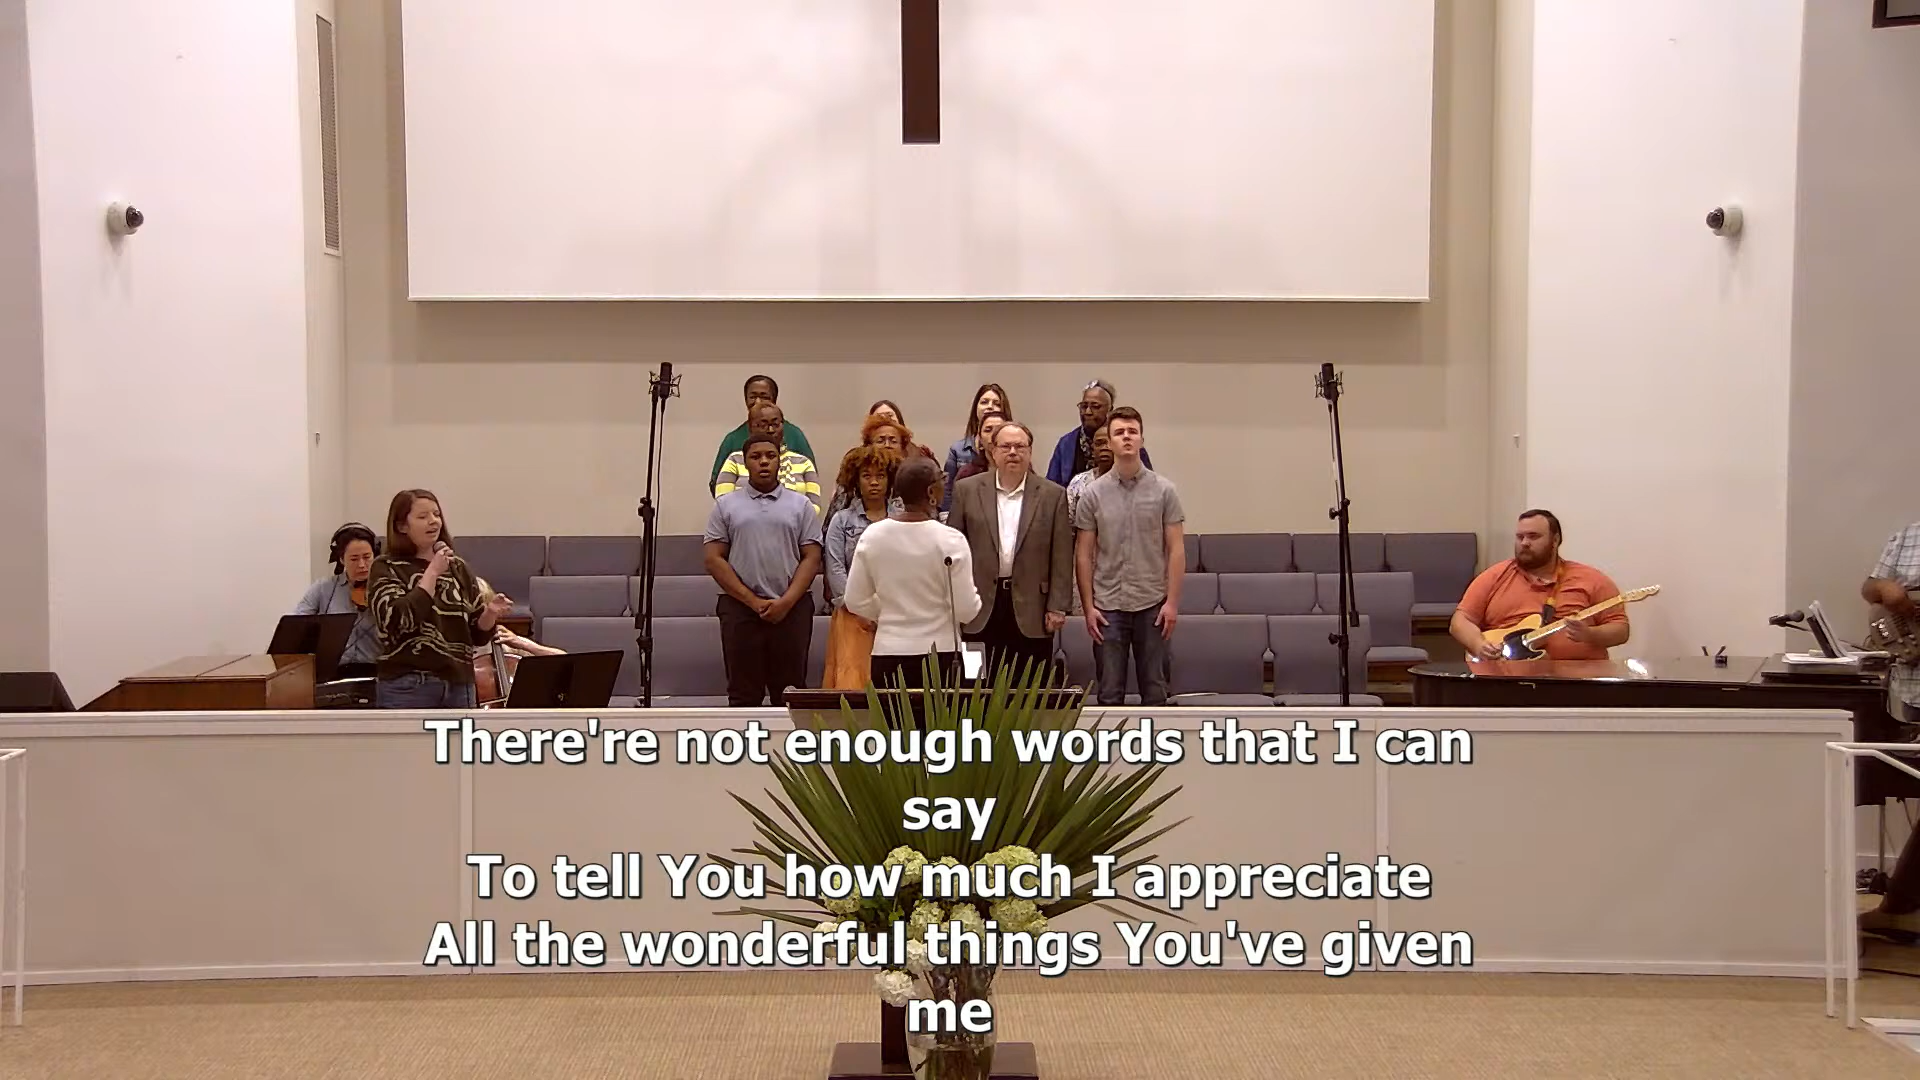 There're not enough words that I can
say
To tell You how much I appreciate
All the wonderful things You've given
me